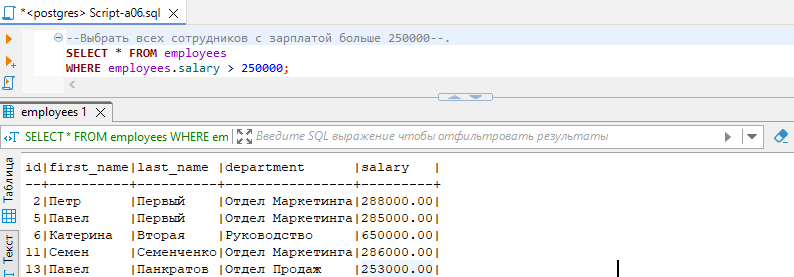 *<postgres> Script-a06.sql
--Выбрать всех сотрудников с зарплатой больше 250000--.
SELECT * FROM employees
WHERE employees.salary > 250000;
employees 1
SELECT * FROM employees WHERE em
Введите SQL выражение чтобы отфильтровать результаты
Таблица
Текст
id|first_name|last_name |department      |salary   |
--+----------+----------+----------------+---------+
 2|Петр      |Первый    |Отдел Маркетинга|288000.00|
 5|Павел     |Первый    |Отдел Маркетинга|285000.00|
 6|Катерина  |Вторая    |Руководство     |650000.00|
11|Семен     |Семенченко|Отдел Маркетинга|286000.00|
13|Павел     |Панкратов |Отдел Продаж    |253000.00|